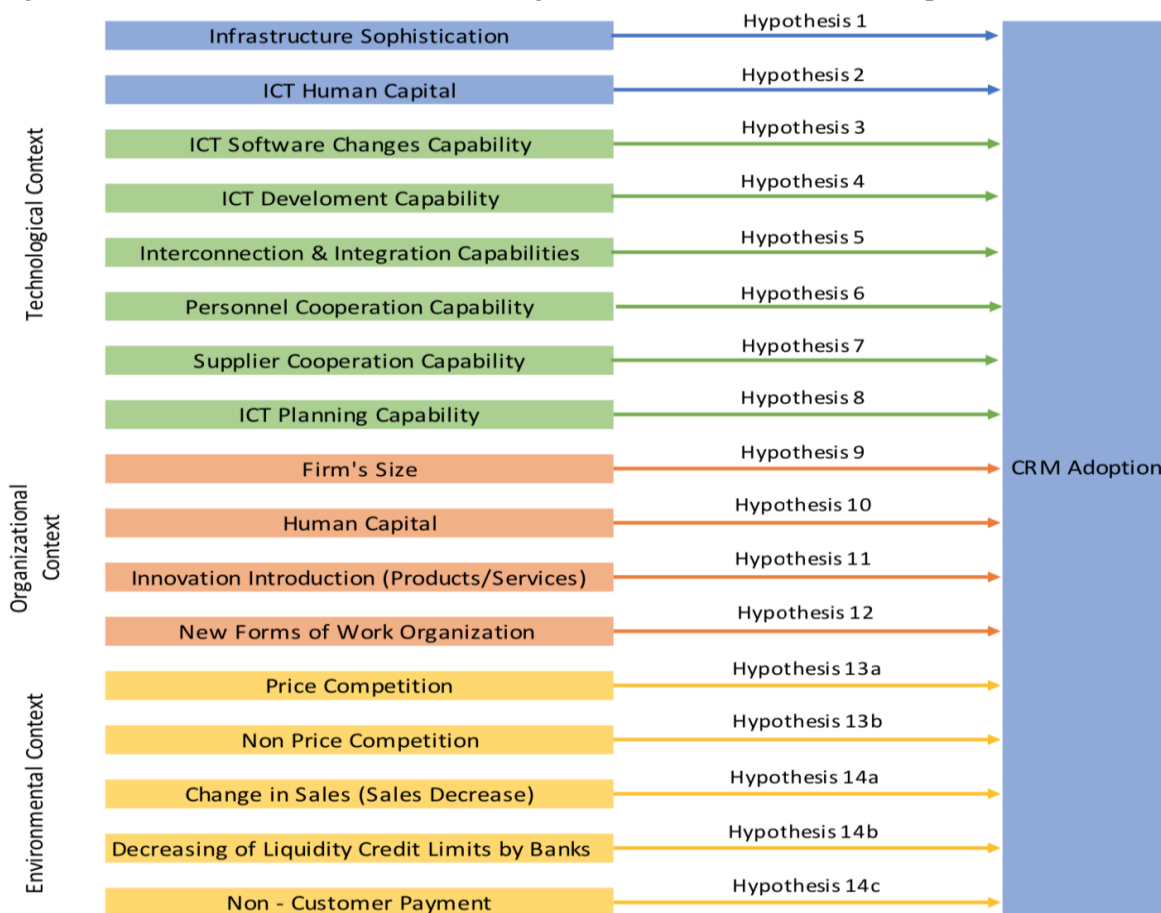 Infrastructure Sophistication
Hypothesis 1
ICT Human Capital
Hypothesis 2
Technological Context
ICT Software Changes Capability
Hypothesis 3
ICT Develoment Capability
Hypothesis 4
Interconnection & Integration Capabilities
Hypothesis 5
Personnel Cooperation Capability
Hypothesis 6
Supplier Cooperation Capability
Hypothesis 7
ICT Planning Capability
Hypothesis 8
Organizational
Context
Firm's Size
Hypothesis 9
CRM Adoption
Human Capital
Hypothesis 10
Innovation Introduction (Products/Services)
Hypothesis 11
New Forms of Work Organization
Hypothesis 12
Environmental Context
Price Competition
Hypothesis 13a
Non Price Competition
Hypothesis 13b
Change in Sales (Sales Decrease)
Hypothesis 14a
Decreasing of Liquidity Credit Limits by Banks
Hypothesis 14b
Non - Customer Payment
Hypothesis 14c